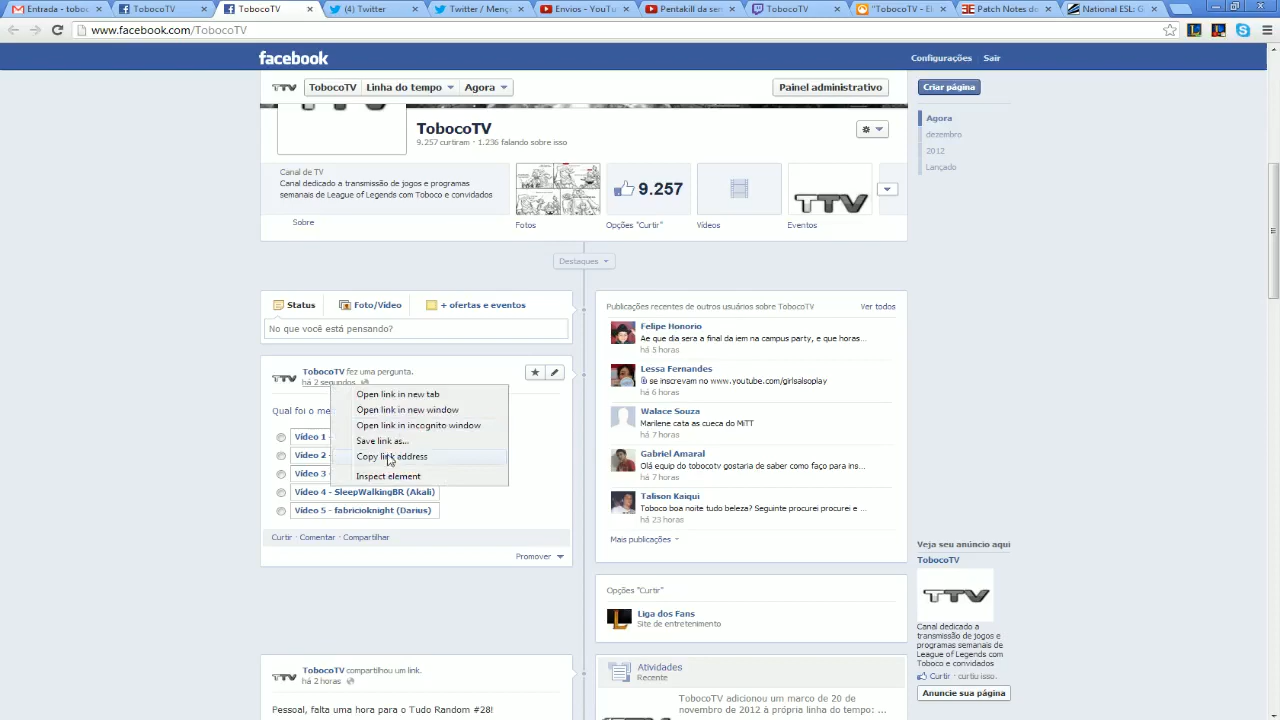 Entrada - toboc
TobocoTV
TobocoTV
(4) Twitter
Twitter / Menç
Envios - YouTu
Pentakill da sen
TobocoTV
"TobocoTV - El
Patch Notes de
National ESL: G
www.facebook.com/TobocoTV
facebook
Configurações
Sair
TTV
TobocoTV
Linha do tempo
Agora
Painel administrativo
Criar página
Agora
dezembro
2012
Lançado
TobocoTV
9.257 curtiram · 1.236 falando sobre isso
Canal de TV
Canal dedicado a transmissão de jogos e programas
semanais de League of Legends com Toboco e convidados
Sobre
Fotos
9.257
Opções "Curtir"
Vídeos
TTV
Eventos
Destaques
Status
Foto/Vídeo
+ ofertas e eventos
No que você está pensando?
TTV
TobocoTV fez uma pergunta.
há 2 segundos
Qual foi o me
Vídeo 1 -
Vídeo 2 -
Vídeo 3 -
Vídeo 4 - SleepWalkingBR (Akali)
Vídeo 5 - fabricioknight (Darius)
Open link in new tab
Open link in new window
Open link in incognito window
Save link as...
Copy link address
Inspect element
Curtir · Comentar · Compartilhar
Promover
TTV
TobocoTV compartilhou um link.
há 2 horas
Pessoal, falta uma hora para o Tudo Random #28!
Publicações recentes de outros usuários sobre TobocoTV
Ver todos
Felipe Honorio
Ae que dia sera a final da iem na campus party, e que horas...
há 5 horas
Lessa Fernandes
se inscrevam no www.youtube.com/girlsalsoplay
há 6 horas
Walace Souza
Marilene cata as cueca do MiTT
há 7 horas
Gabriel Amaral
Olá equip do tobocotv gostaria de saber como faço para ins...
há 7 horas
Talison Kaiqui
Toboco boa noite tudo beleza? Seguinte procurei procurei e ...
há 23 horas
Mais publicações
Opções "Curtir"
Liga dos Fans
Site de entretenimento
Atividades
Recente
TobocoTV adicionou um marco de 20 de
novembro de 2012 à própria linha do tempo: ...
Veja seu anúncio aqui
TobocoTV
TTV
Canal dedicado a
transmissão de jogos e
programas semanais de
League of Legends com
Toboco e convidados
Curtir · curtiu isso.
Anuncie sua página